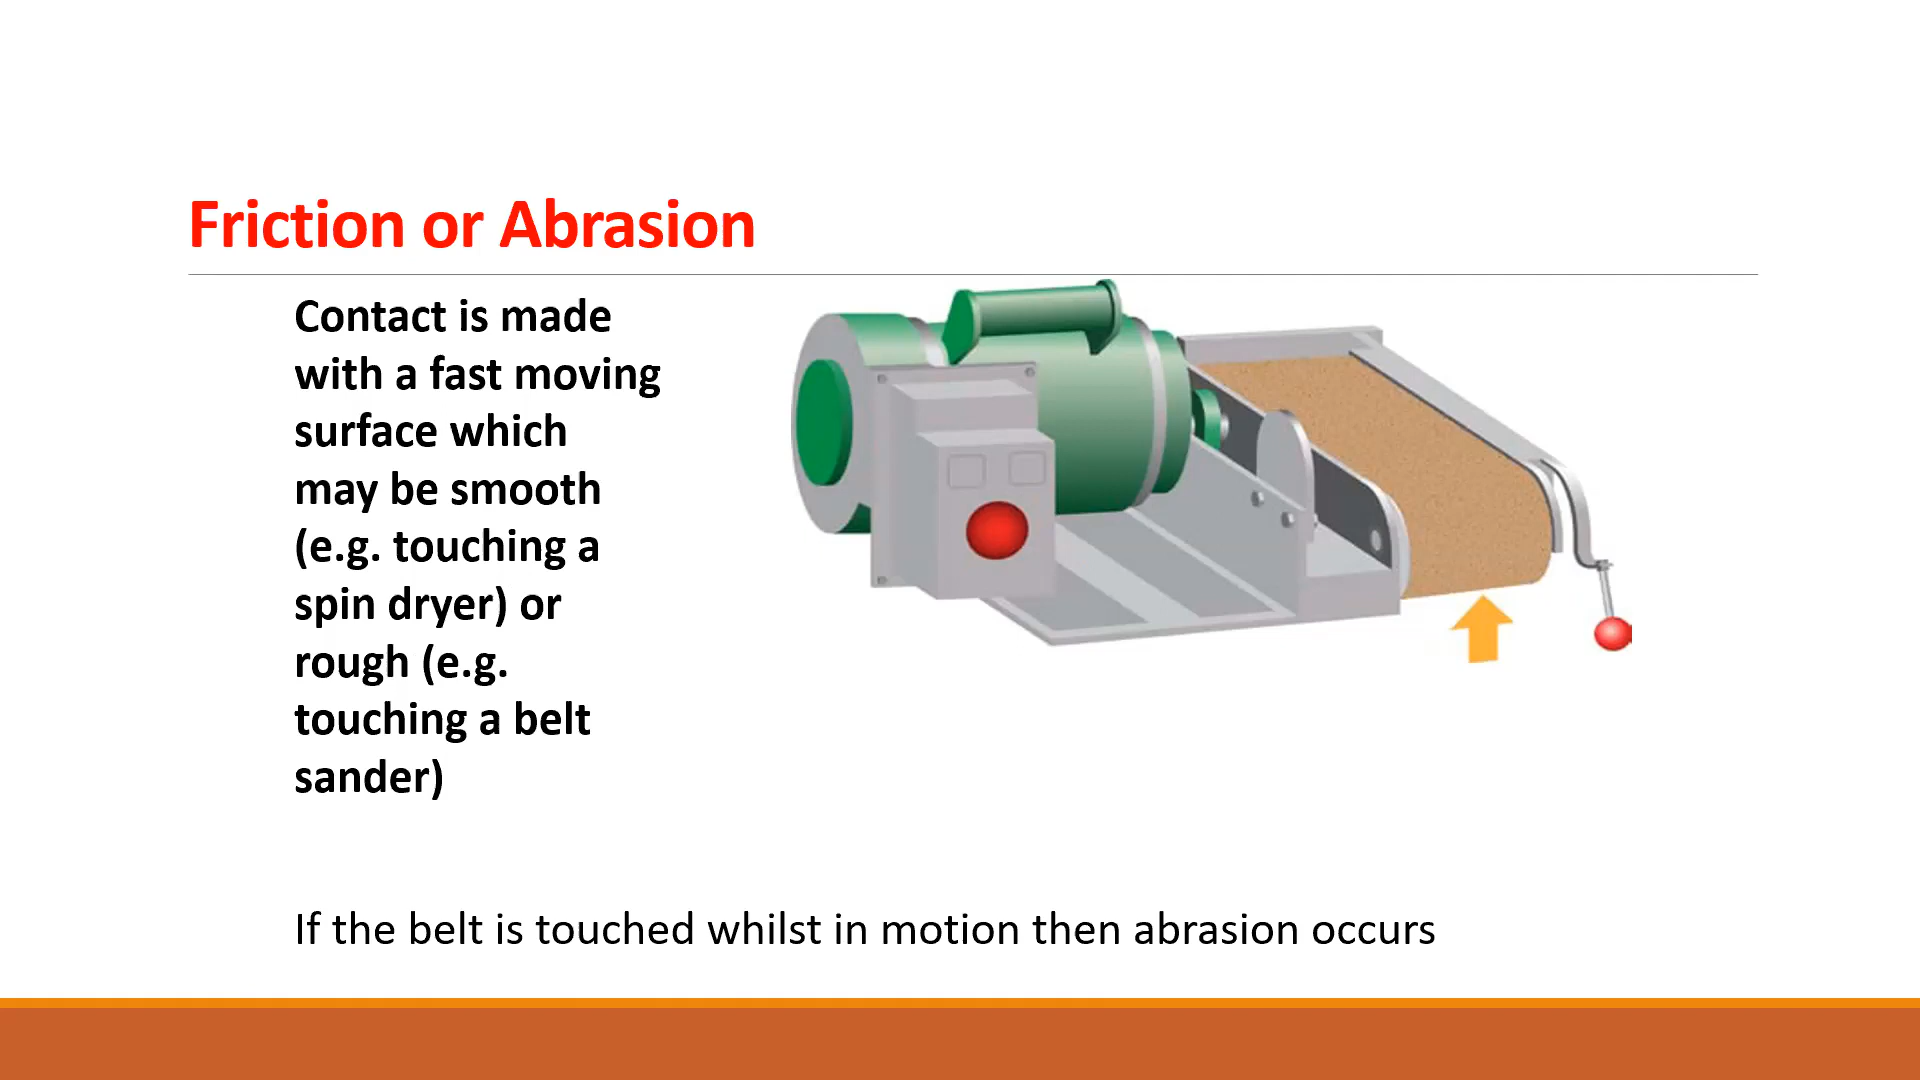 Friction or Abrasion
Contact is made
with a fast moving
surface which
may be smooth
(e.g. touching a
spin dryer) or
rough (e.g.
touching a belt
sander)
If the belt is touched whilst in motion then abrasion occurs